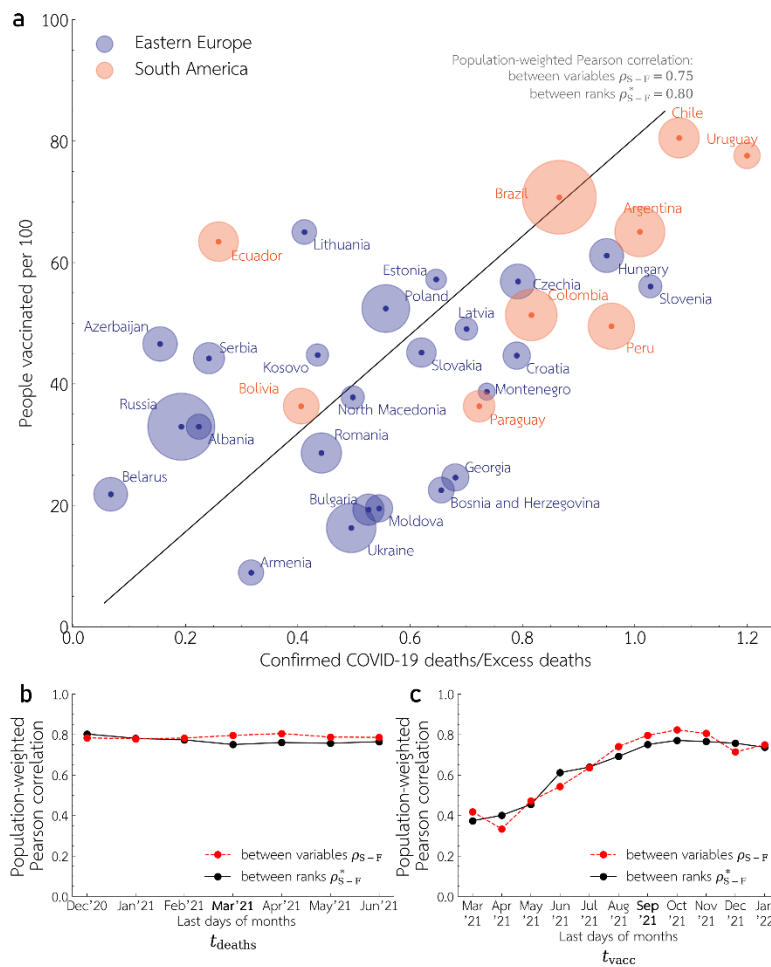 a
100
80
60
40
20
0
People vaccinated per 100
Eastern Europe
South America
Population-weighted Pearson correlation:
between variables ρS−F = 0.75
between ranks ρ*S−F = 0.80
Chile
Uruguay
Brazil
Argentina
Ecuador
Lithuania
Hungary
Estonia
Czechia
Slovenia
Poland
Colombia
Azerbaijan
Latvia
Serbia
Peru
Kosovo
Slovakia
Croatia
Bolivia
Montenegro
North Macedonia
Paraguay
Russia
Albania
Romania
Belarus
Georgia
Bulgaria
Bosnia and Herzegovina
Moldova
Ukraine
Armenia
0.0 0.2 0.4 0.6 0.8 1.0 1.2
Confirmed COVID-19 deaths/Excess deaths
b
1.0
0.8
0.6
0.4
0.2
0.0
Population-weighted
Pearson correlation
between variables ρS−F
between ranks ρ*S−F
Dec'20 Jan'21 Feb'21 Mar'21 Apr'21 May'21 Jun'21
Last days of months
tdeaths
c
1.0
0.8
0.6
0.4
0.2
0.0
Population-weighted
Pearson correlation
between variables ρS−F
between ranks ρ*S−F
Mar Apr May Jun Jul Aug Sep Oct Nov Dec Jan
'21 '21 '21 '21 '21 '21 '21 '21 '21 '21 '22
Last days of months
tvacc